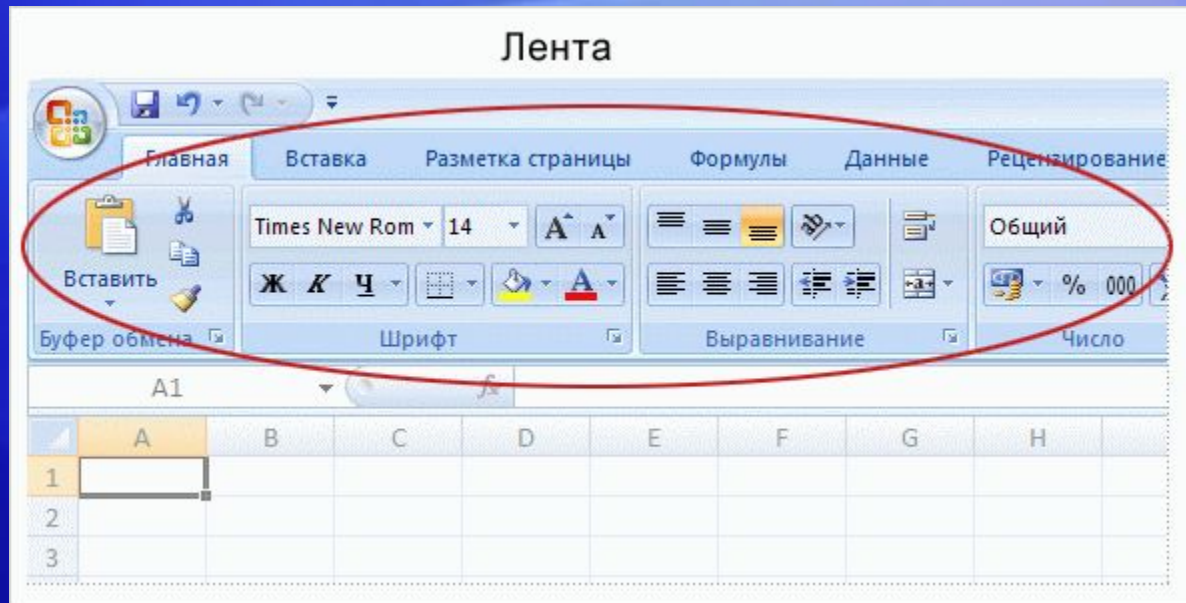 Лента
Главная Вставка Разметка страницы Формулы Данные Рецензирование
Times New Rom 14 Общий
Вставить Ж К Ч % 000
Буфер обмена Шрифт Выравнивание Число
A1 fx
A B C D E F G H
1
2
3